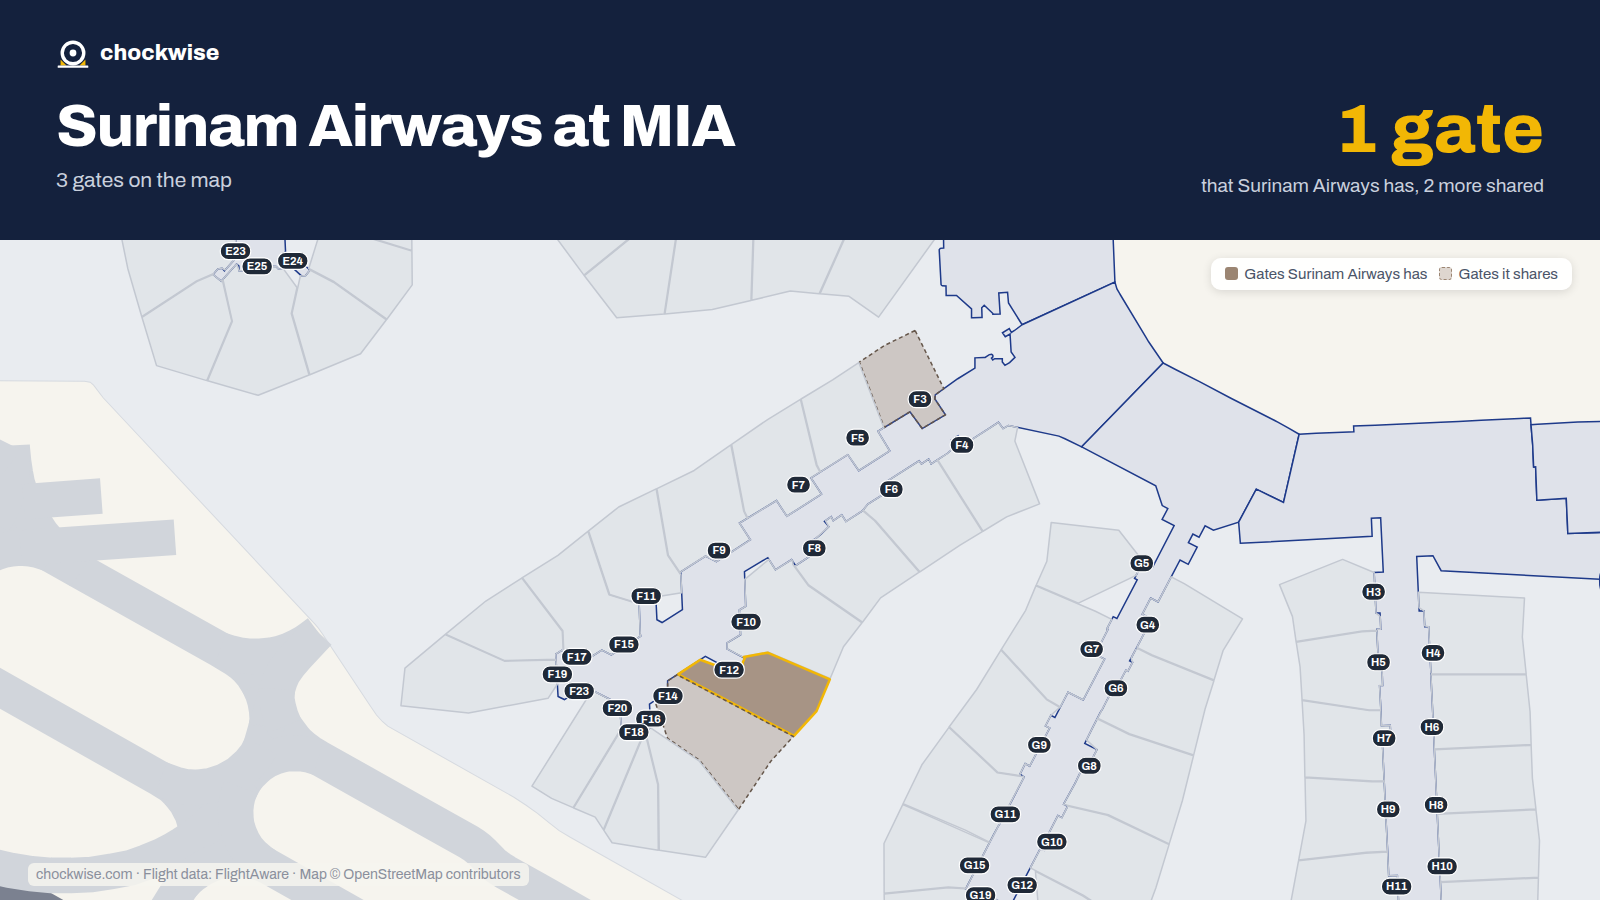 chockwise
Surinam Airways at MIA
3 gates on the map
1 gate
that Surinam Airways has, 2 more shared
Gates Surinam Airways has
Gates it shares
E23
E25
E24
F3
F5
F4
F7
F6
F9
F8
F11
F10
F15
F17
F12
F19
F23
F14
F20
F16
F18
G5
G4
G7
G6
G9
G8
G11
G10
G15
G12
G19
H3
H4
H5
H6
H7
H8
H9
H10
H11
chockwise.com · Flight data: FlightAware · Map © OpenStreetMap contributors